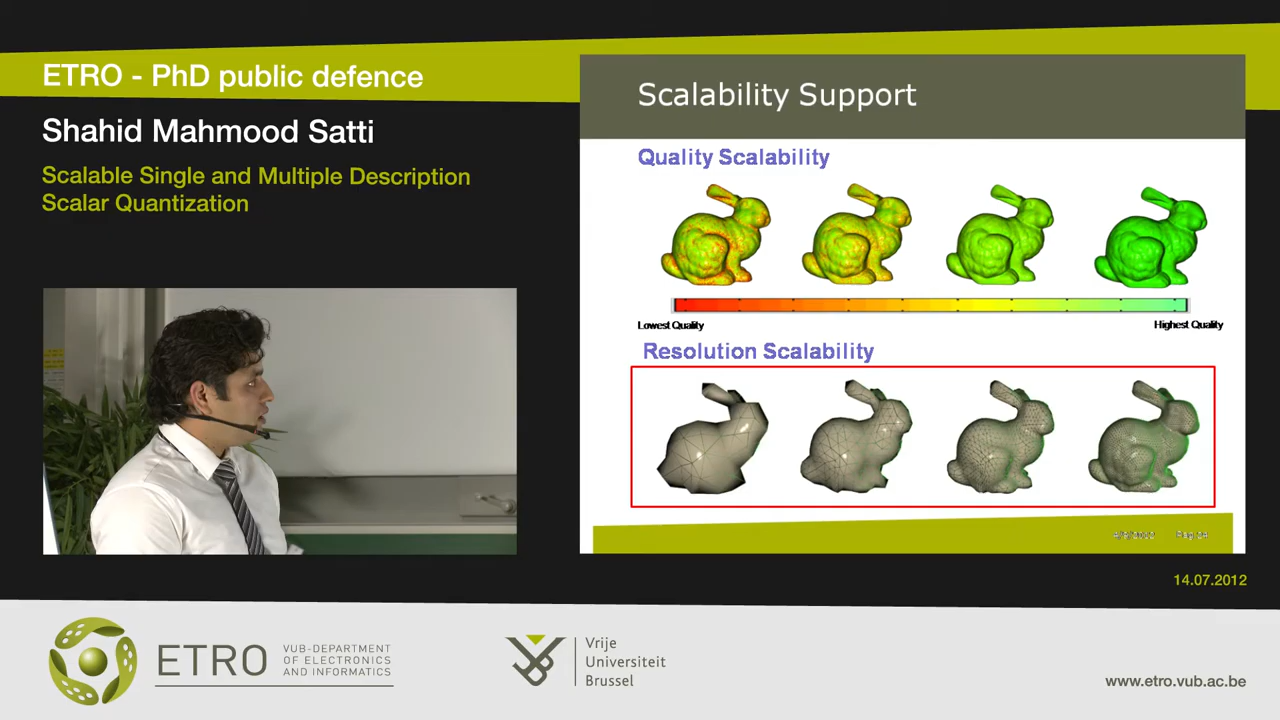 ETRO - PhD public defence
Shahid Mahmood Satti
Scalable Single and Multiple Description
Scalar Quantization
Scalability Support
Quality Scalability
Lowest Quality
Highest Quality
Resolution Scalability
14.07.2012
ETRO
VUB-DEPARTMENT
OF ELECTRONICS
AND INFORMATICS
Vrije
Universiteit
Brussel
www.etro.vub.ac.be